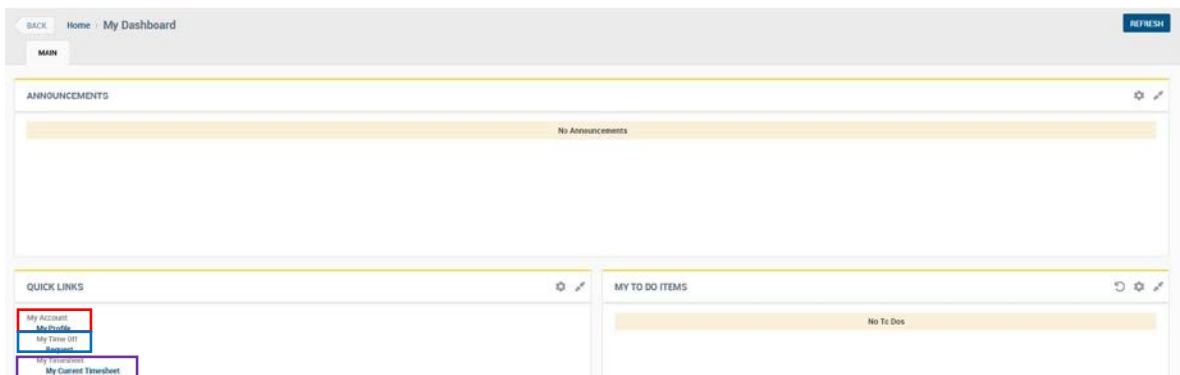 BACK Home / My Dashboard REFRESH
MAIN
ANNOUNCEMENTS
No Announcements
QUICK LINKS
MY TO DO ITEMS
My Account
My Profile
My Time Off
Request
My Timesheet
My Current Timesheet
No To Dos